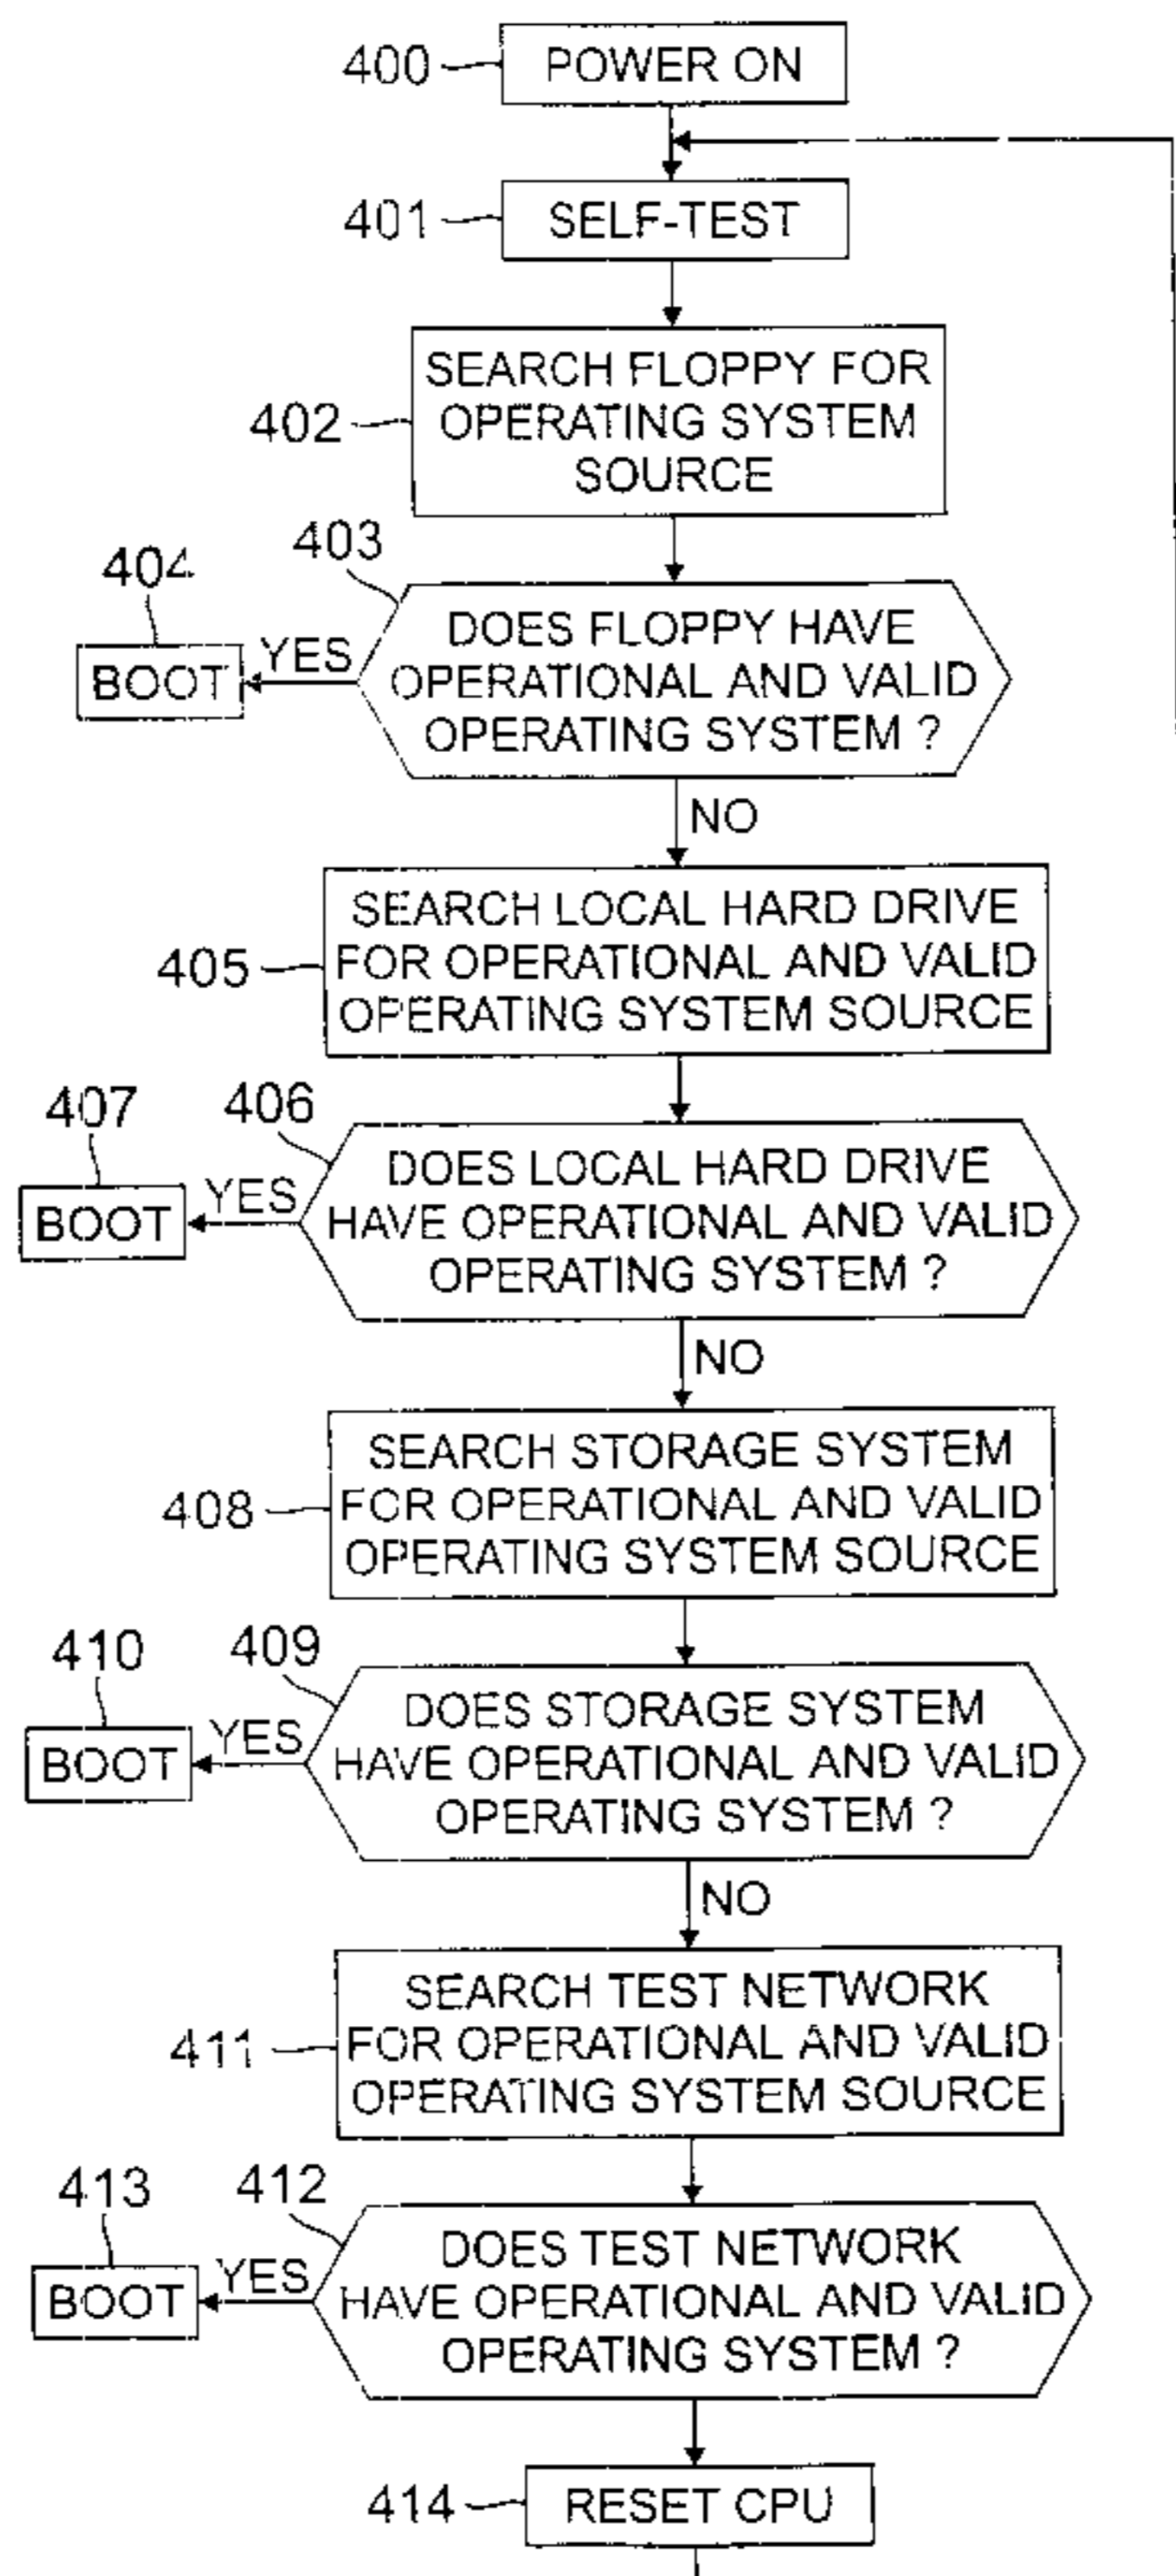 400
POWER ON
401
SELF-TEST
402
SEARCH FLOPPY FOR
OPERATING SYSTEM
SOURCE
403
404
DOES FLOPPY HAVE
OPERATIONAL AND VALID
OPERATING SYSTEM ?
YES
BOOT
NO
405
SEARCH LOCAL HARD DRIVE
FOR OPERATIONAL AND VALID
OPERATING SYSTEM SOURCE
407
406
DOES LOCAL HARD DRIVE
HAVE OPERATIONAL AND VALID
OPERATING SYSTEM ?
YES
BOOT
NO
408
SEARCH STORAGE SYSTEM
FOR OPERATIONAL AND VALID
OPERATING SYSTEM SOURCE
410
409
DOES STORAGE SYSTEM
HAVE OPERATIONAL AND VALID
OPERATING SYSTEM ?
YES
BOOT
NO
411
SEARCH TEST NETWORK
FOR OPERATIONAL AND VALID
OPERATING SYSTEM SOURCE
413
412
DOES TEST NETWORK
HAVE OPERATIONAL AND VALID
OPERATING SYSTEM ?
YES
BOOT
414
RESET CPU